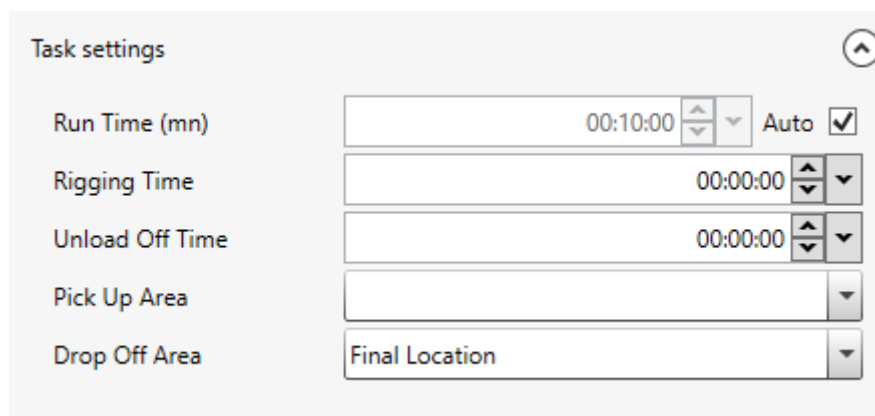 Task settings
Run Time (mn) 00:10:00 Auto
Rigging Time 00:00:00
Unload Off Time 00:00:00
Pick Up Area
Drop Off Area Final Location